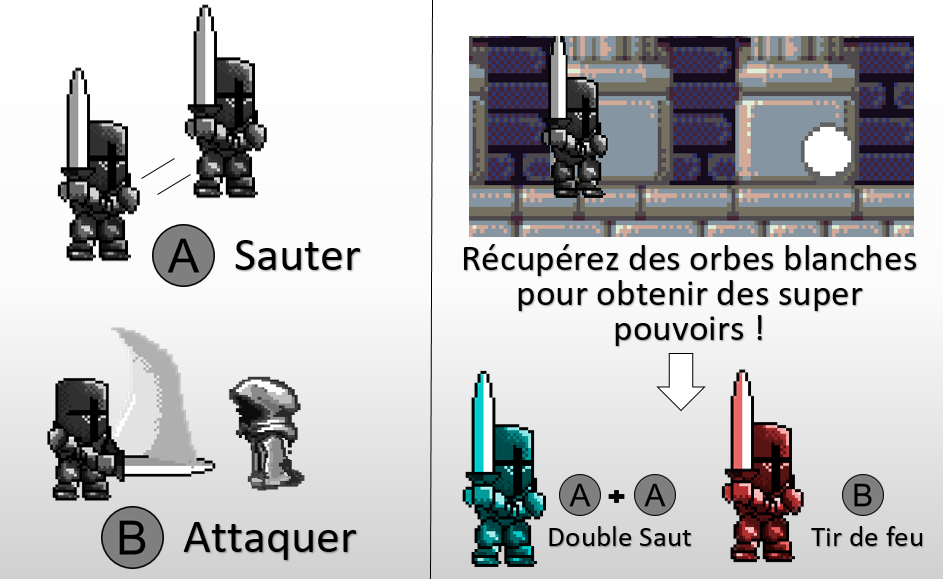 A Sauter
B Attaquer
Récupérez des orbes blanches
pour obtenir des super
pouvoirs !
A + A
Double Saut
B
Tir de feu